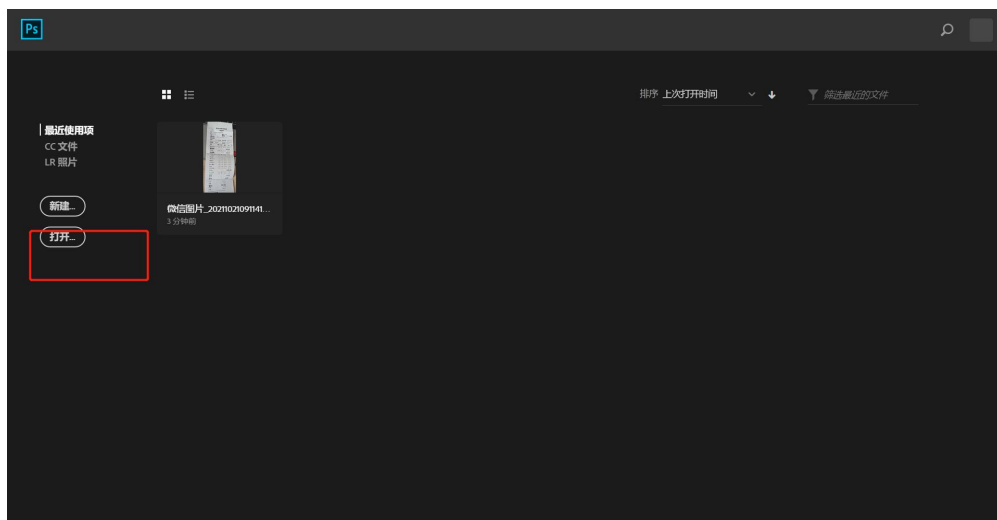 Ps
排序 上次打开时间 筛选最近的文件
最近使用项
CC 文件
LR 照片
新建...
打开...
微信图片_20211021091141...
3 分钟前